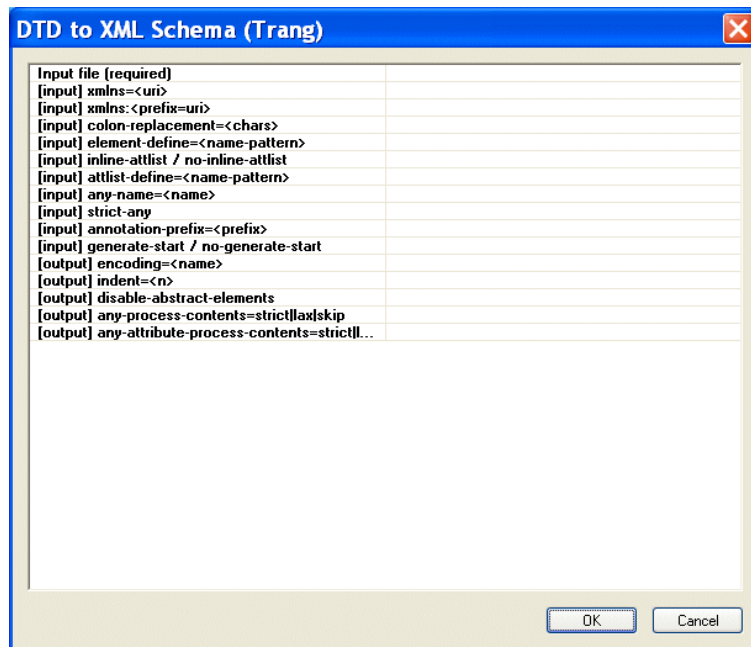 DTD to XML Schema (Trang)
Input file (required)
[input] xmlns=<uri>
[input] xmlns:<prefix=uri>
[input] colon-replacement=<chars>
[input] element-define=<name-pattern>
[input] inline-attlist / no-inline-attlist
[input] attlist-define=<name-pattern>
[input] any-name=<name>
[input] strict-any
[input] annotation-prefix=<prefix>
[input] generate-start / no-generate-start
[output] encoding=<name>
[output] indent=<n>
[output] disable-abstract-elements
[output] any-process-contents=strict|lax|skip
[output] any-attribute-process-contents=strict|l...
OK Cancel